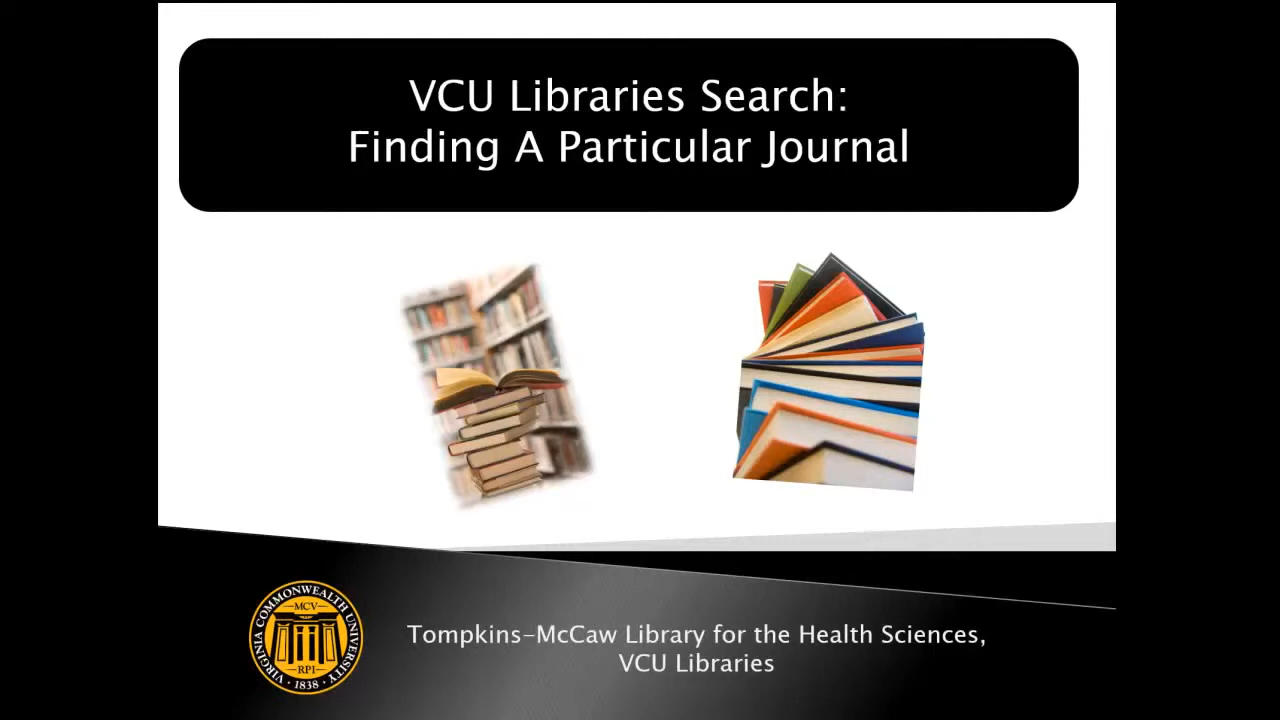 VCU Libraries Search:
Finding A Particular Journal
VIRGINIA COMMONWEALTH UNIVERSITY
MCV
RPI
· 1838 ·
Tompkins-McCaw Library for the Health Sciences,
VCU Libraries